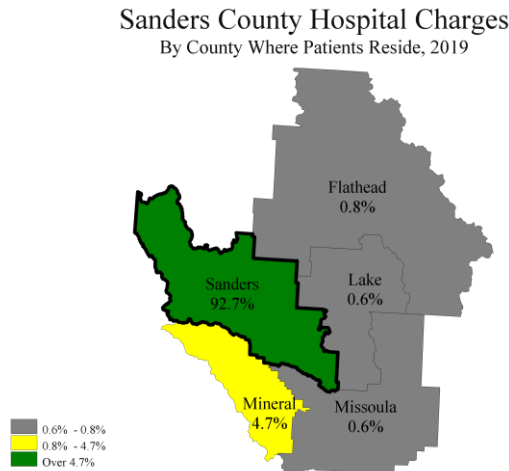 Sanders County Hospital Charges
By County Where Patients Reside, 2019
Flathead
0.8%
Sanders
92.7%
Lake
0.6%
Mineral
4.7%
Missoula
0.6%
0.6% - 0.8%
0.8% - 4.7%
Over 4.7%